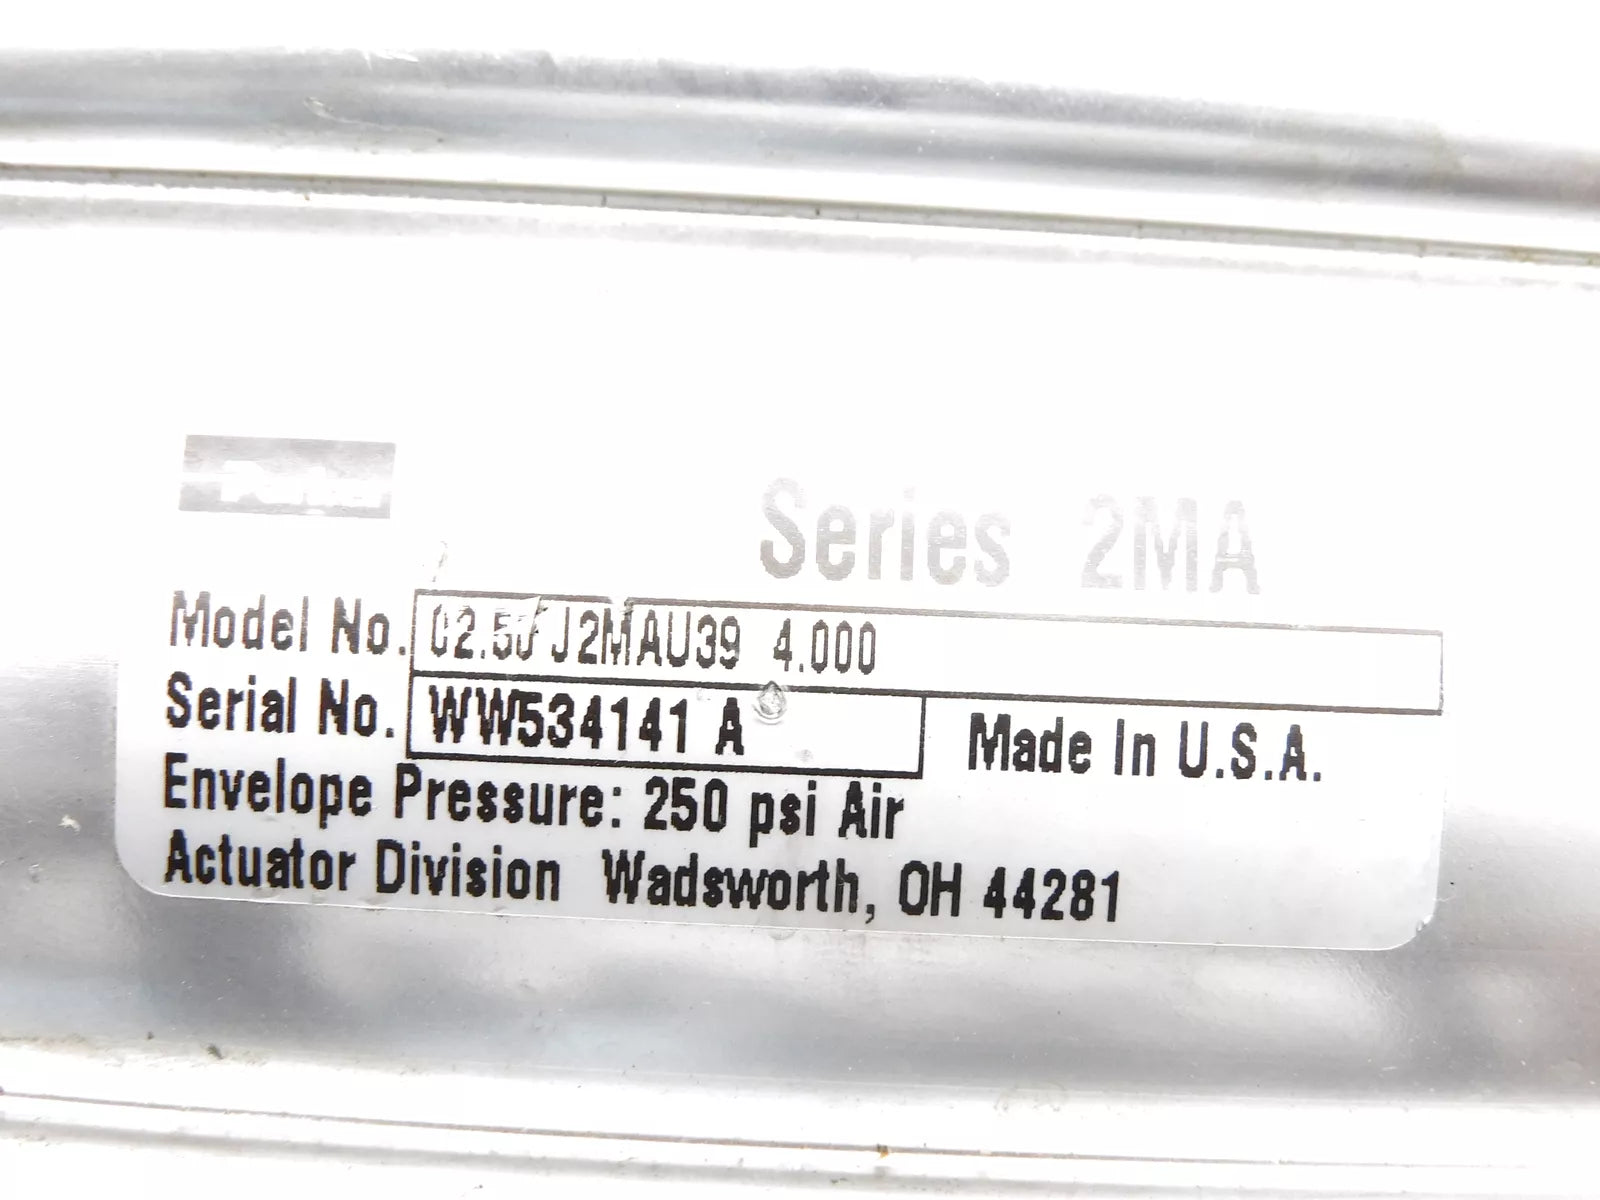 Parker
Series 2MA
Model No. 02.50 J2MAU39 4.000
Serial No. WW534141 A
Made In U.S.A.
Envelope Pressure: 250 psi Air
Actuator Division Wadsworth, OH 44281